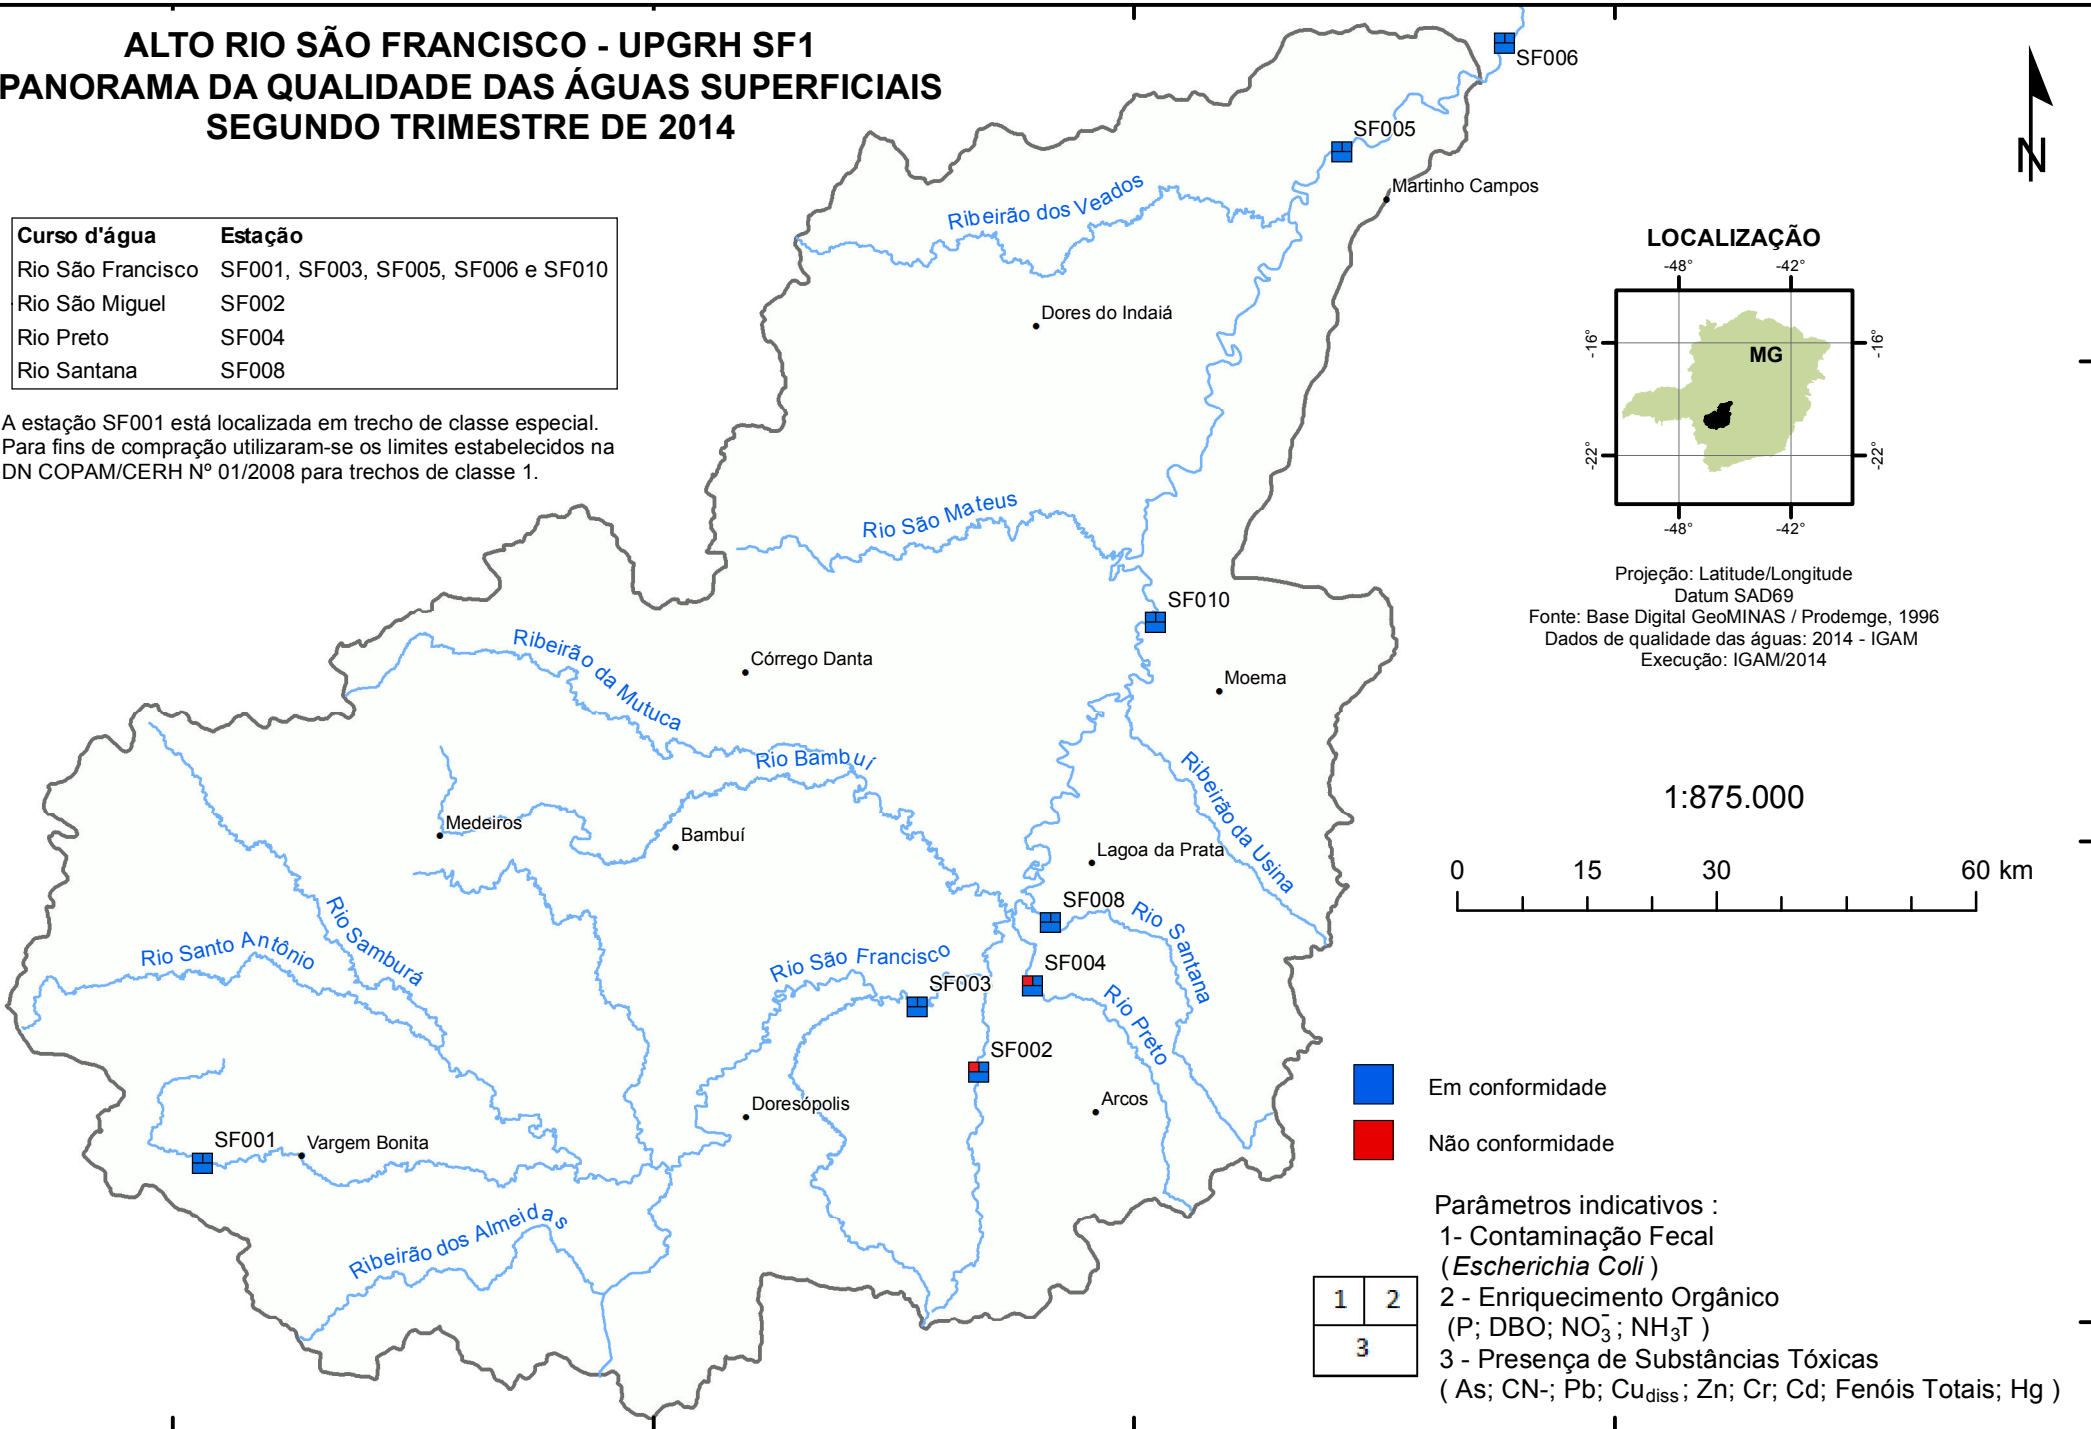 ALTO RIO SÃO FRANCISCO - UPGRH SF1
PANORAMA DA QUALIDADE DAS ÁGUAS SUPERFICIAIS
SEGUNDO TRIMESTRE DE 2014
Curso d'água Estação
Rio São Francisco SF001, SF003, SF005, SF006 e SF010
Rio São Miguel SF002
Rio Preto SF004
Rio Santana SF008
A estação SF001 está localizada em trecho de classe especial.
Para fins de compração utilizaram-se os limites estabelecidos na
DN COPAM/CERH Nº 01/2008 para trechos de classe 1.
SF006
SF005
Martinho Campos
Ribeirão dos Veados
Dores do Indaiá
Rio São Mateus
SF010
Ribeirão da Mutuca
Córrego Danta
Moema
Rio Bambuí
Ribeirão da Usina
Medeiros
Bambuí
Lagoa da Prata
SF008
Rio Santana
Rio Samburá
Rio Santo Antônio
Rio São Francisco
SF003
SF004
Rio Preto
SF002
Doresópolis
Arcos
SF001
Vargem Bonita
Ribeirão dos Almeidas
N
LOCALIZAÇÃO
-48° -42°
-16° -16°
MG
-22° -22°
-48° -42°
Projeção: Latitude/Longitude
Datum SAD69
Fonte: Base Digital GeoMINAS / Prodemge, 1996
Dados de qualidade das águas: 2014 - IGAM
Execução: IGAM/2014
1:875.000
0 15 30 60 km
Em conformidade
Não conformidade
Parâmetros indicativos :
1- Contaminação Fecal
(Escherichia Coli )
2 - Enriquecimento Orgânico
(P; DBO; NO₃⁻; NH₃T )
3 - Presença de Substâncias Tóxicas
( As; CN-; Pb; Cu diss ; Zn; Cr; Cd; Fenóis Totais; Hg )
1 2
3